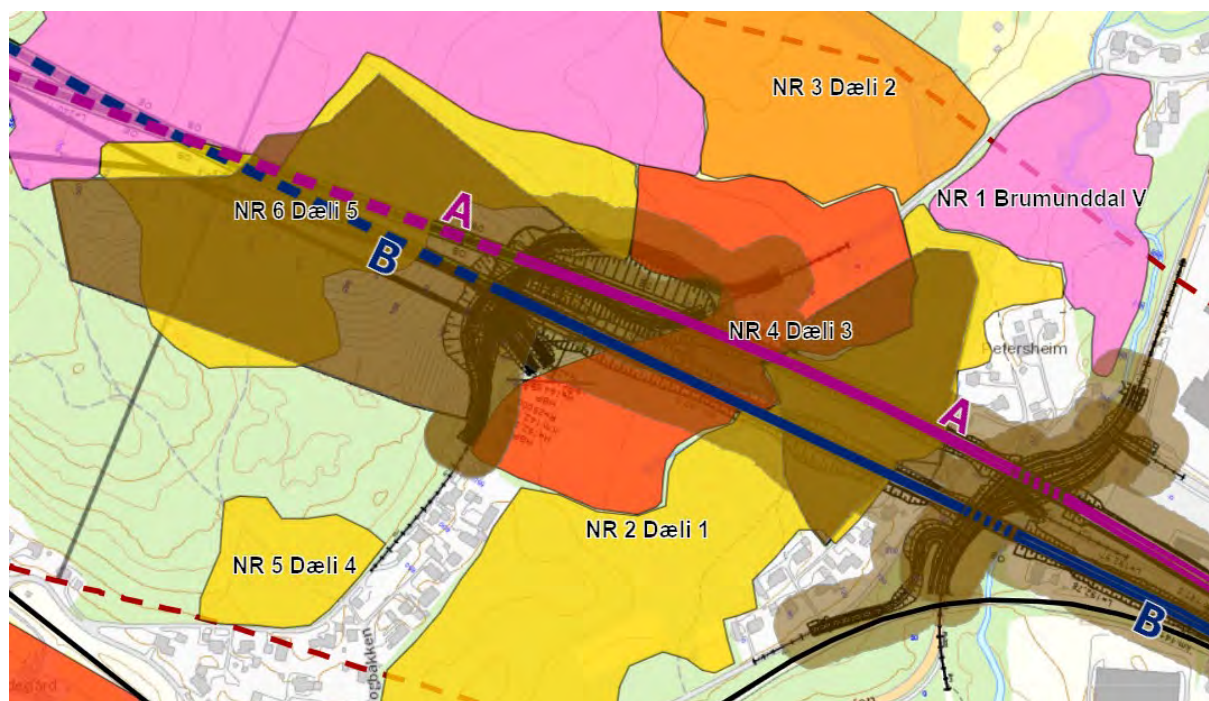 NR 3 Dæli 2
NR 1 Brumunddal V
NR 6 Dæli 5
A
B
NR 4 Dæli 3
Petersheim
A
NR 2 Dæli 1
NR 5 Dæli 4
B